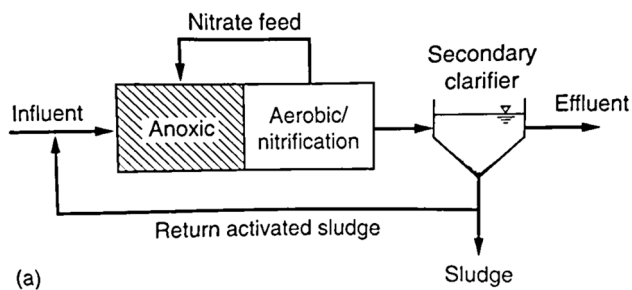 Nitrate feed
Secondary
clarifier
Influent
Effluent
Anoxic
Aerobic/
nitrification
Return activated sludge
(a)
Sludge